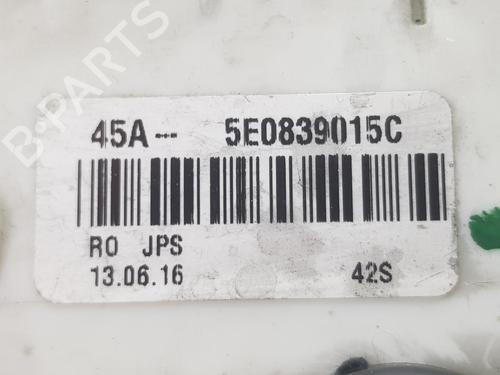 45A--- 5E0839015C
RO JPS
13.06.16 42S
B-PARTS